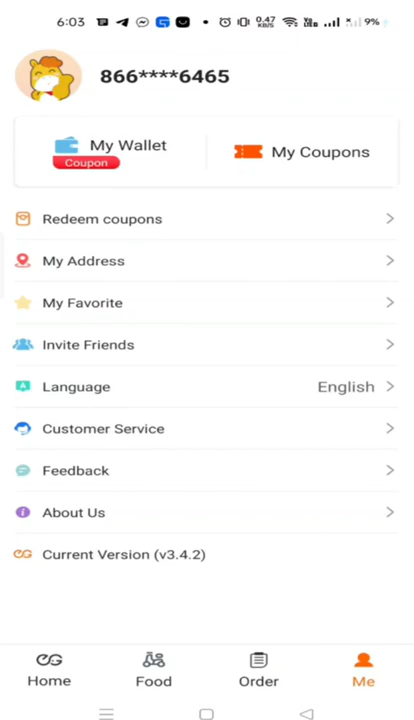 6:03
0.47
KB/S
9%
866****6465
My Wallet
Coupon
My Coupons
Redeem coupons
My Address
My Favorite
Invite Friends
Language English
Customer Service
Feedback
About Us
Current Version (v3.4.2)
Home Food Order Me